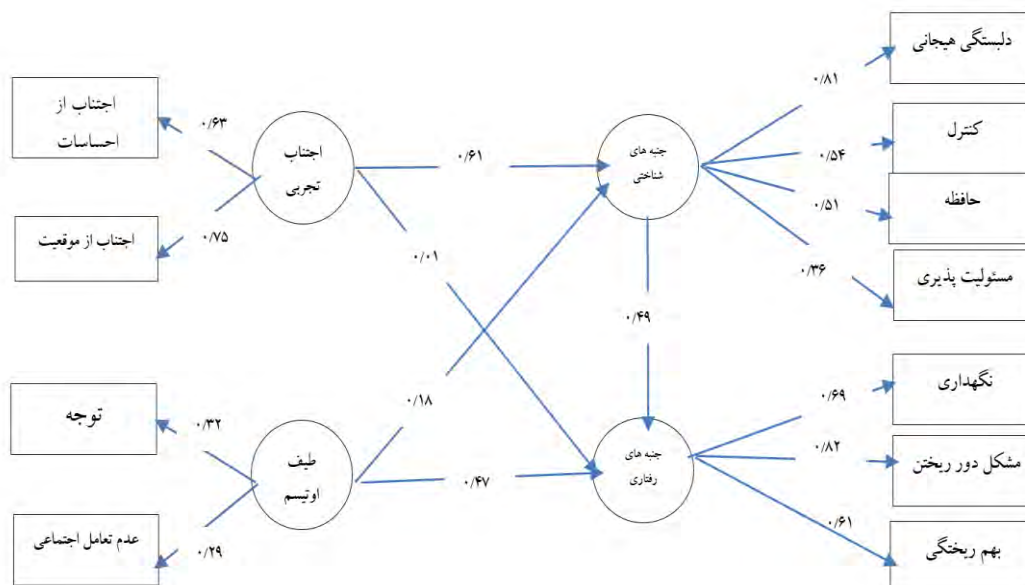 دلبستگی هیجانی
۰/۸۱
اجتناب از
احساسات
۰/۶۳
اجتناب
تجربی
۰/۶۱
جنبه های
شناختی
۰/۵۴
کنترل
۰/۵۱
حافظه
اجتناب از موقعیت
۰/۷۵
۰/۰۱
۰/۳۶
مسئولیت پذیری
۰/۴۹
نگهداری
۰/۶۹
توجه
۰/۳۲
۰/۱۸
طیف
اوتیسم
۰/۴۷
جنبه های
رفتاری
۰/۸۲
مشکل دور ریختن
عدم تعامل اجتماعی
۰/۲۹
۰/۶۱
بهم ریختگی